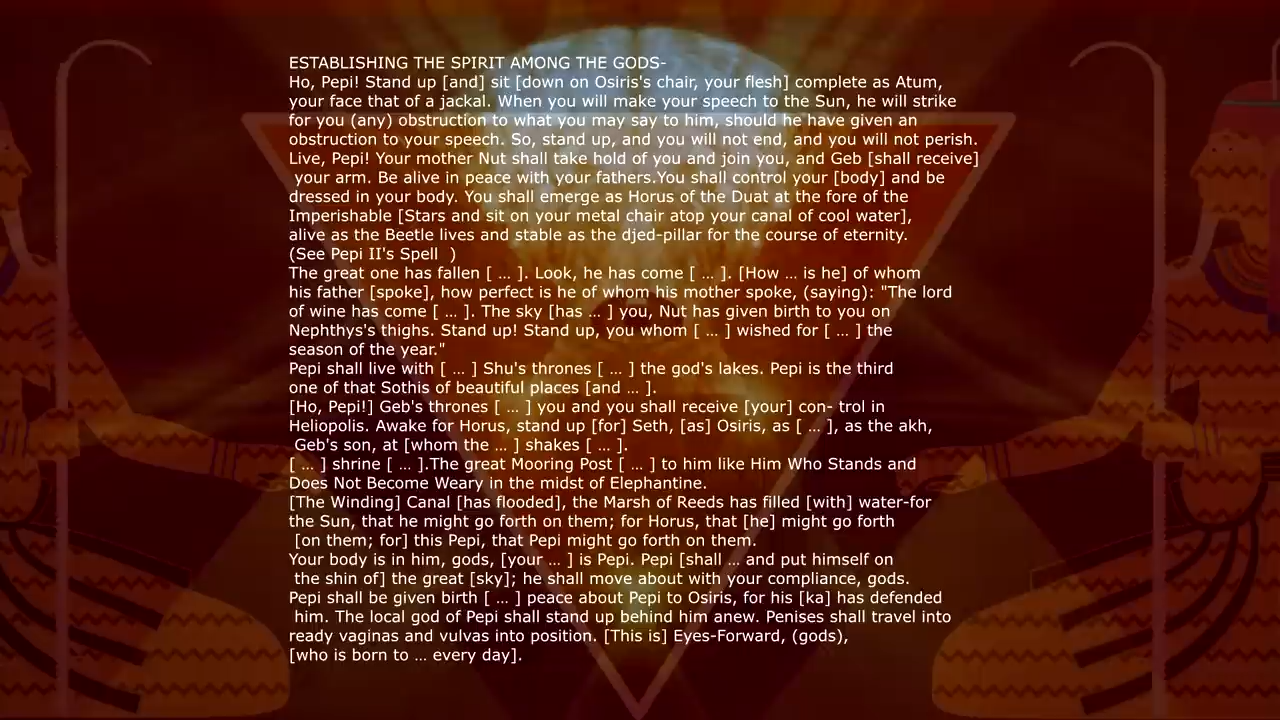 ESTABLISHING THE SPIRIT AMONG THE GODS-
Ho, Pepi! Stand up [and] sit [down on Osiris's chair, your flesh] complete as Atum,
your face that of a jackal. When you will make your speech to the Sun, he will strike
for you (any) obstruction to what you may say to him, should he have given an
obstruction to your speech. So, stand up, and you will not end, and you will not perish.
Live, Pepi! Your mother Nut shall take hold of you and join you, and Geb [shall receive]
your arm. Be alive in peace with your fathers.You shall control your [body] and be
dressed in your body. You shall emerge as Horus of the Duat at the fore of the
Imperishable [Stars and sit on your metal chair atop your canal of cool water],
alive as the Beetle lives and stable as the djed-pillar for the course of eternity.
(See Pepi II's Spell  )
The great one has fallen [ ... ]. Look, he has come [ ... ]. [How ... is he] of whom
his father [spoke], how perfect is he of whom his mother spoke, (saying): "The lord
of wine has come [ ... ]. The sky [has ... ] you, Nut has given birth to you on
Nephthys's thighs. Stand up! Stand up, you whom [ ... ] wished for [ ... ] the
season of the year."
Pepi shall live with [ ... ] Shu's thrones [ ... ] the god's lakes. Pepi is the third
one of that Sothis of beautiful places [and ... ].
[Ho, Pepi!] Geb's thrones [ ... ] you and you shall receive [your] con- trol in
Heliopolis. Awake for Horus, stand up [for] Seth, [as] Osiris, as [ ... ], as the akh,
Geb's son, at [whom the ... ] shakes [ ... ].
[ ... ] shrine [ ... ].The great Mooring Post [ ... ] to him like Him Who Stands and
Does Not Become Weary in the midst of Elephantine.
[The Winding] Canal [has flooded], the Marsh of Reeds has filled [with] water-for
the Sun, that he might go forth on them; for Horus, that [he] might go forth
[on them; for] this Pepi, that Pepi might go forth on them.
Your body is in him, gods, [your ... ] is Pepi. Pepi [shall ... and put himself on
the shin of] the great [sky]; he shall move about with your compliance, gods.
Pepi shall be given birth [ ... ] peace about Pepi to Osiris, for his [ka] has defended
him. The local god of Pepi shall stand up behind him anew. Penises shall travel into
ready vaginas and vulvas into position. [This is] Eyes-Forward, (gods),
[who is born to ... every day].